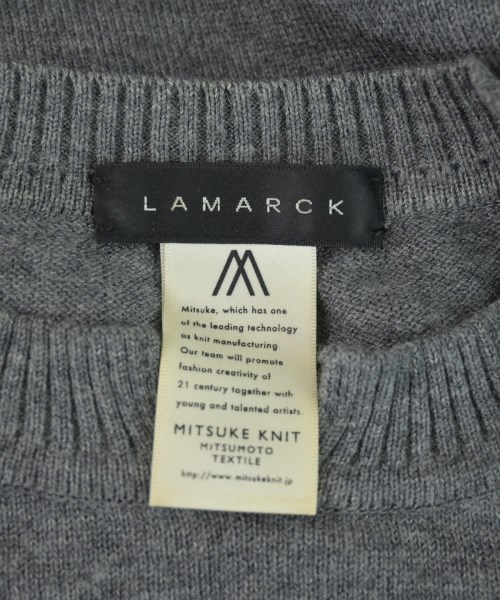 LAMARCK
Mitsuke, which has one
of the leading technology
as knit manufacturing.
Our team will promote
fashion creativity of
21 century together with
young and talented artists.
MITSUKE KNIT
MITSUMOTO
TEXTILE
http://www.mitsukeknit.jp